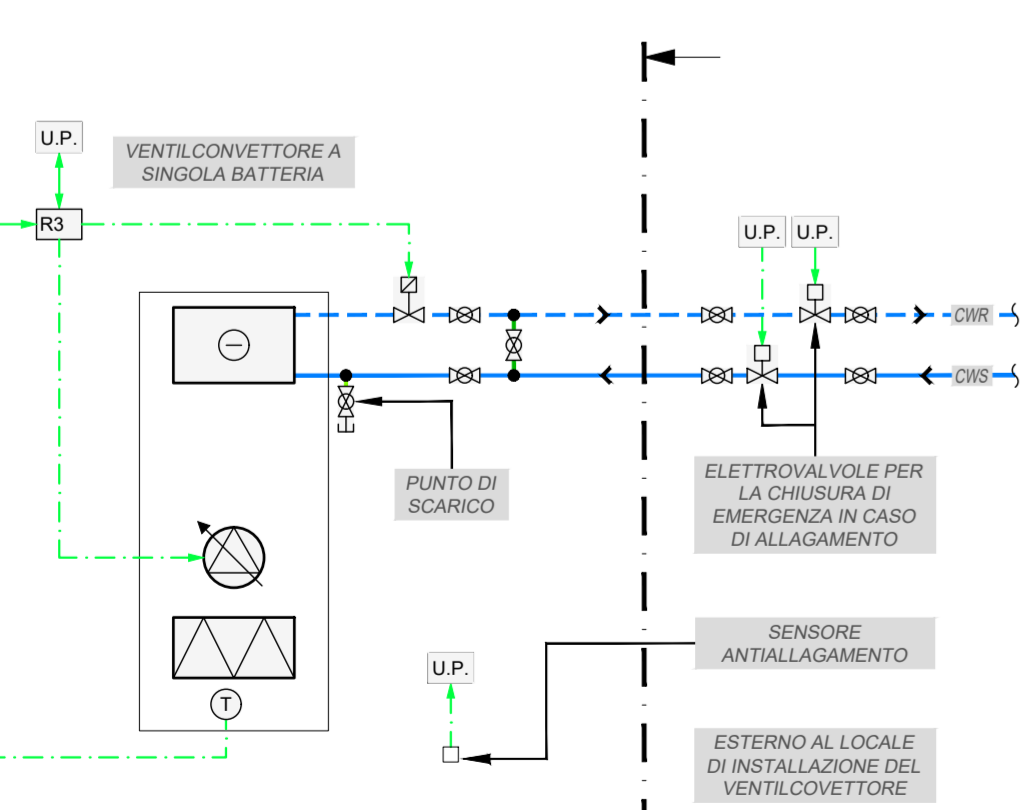 U.P.
VENTILCONVETTORE A
SINGOLA BATTERIA
R3
U.P.
U.P.
CWR
CWS
PUNTO DI
SCARICO
ELETTROVALVOLE PER
LA CHIUSURA DI
EMERGENZA IN CASO
DI ALLAGAMENTO
SENSORE
ANTIALLAGAMENTO
U.P.
T
ESTERNO AL LOCALE
DI INSTALLAZIONE DEL
VENTILCOVETTORE